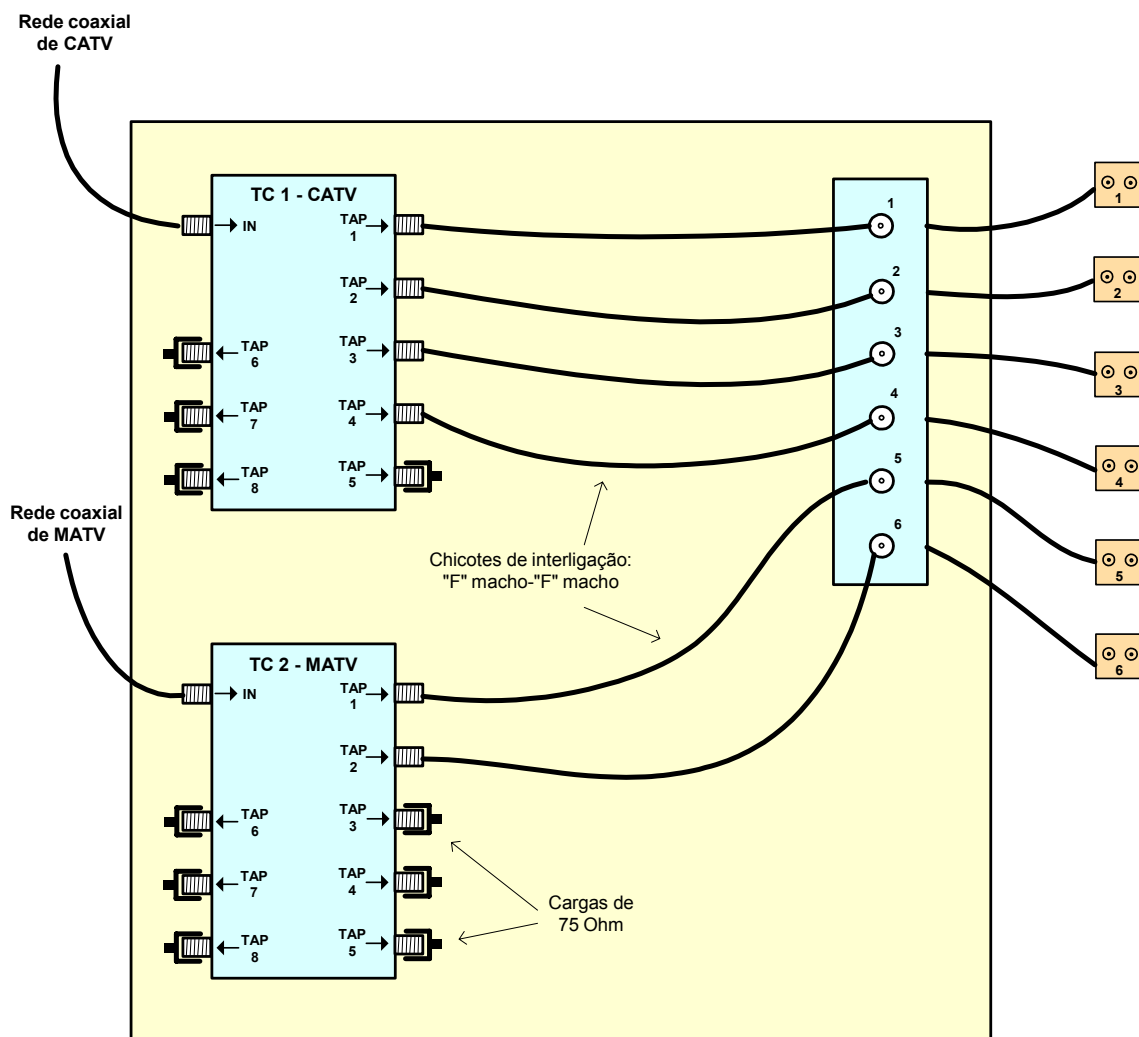 Rede coaxial
de CATV
TC 1 - CATV
IN
TAP
1
TAP
2
TAP
3
TAP
4
TAP
5
TAP
6
TAP
7
TAP
8
1
2
3
4
5
6
1
2
3
4
5
6
Rede coaxial
de MATV
Chicotes de interligação:
"F" macho-"F" macho
TC 2 - MATV
IN
TAP
1
TAP
2
TAP
3
TAP
4
TAP
5
TAP
6
TAP
7
TAP
8
Cargas de
75 Ohm